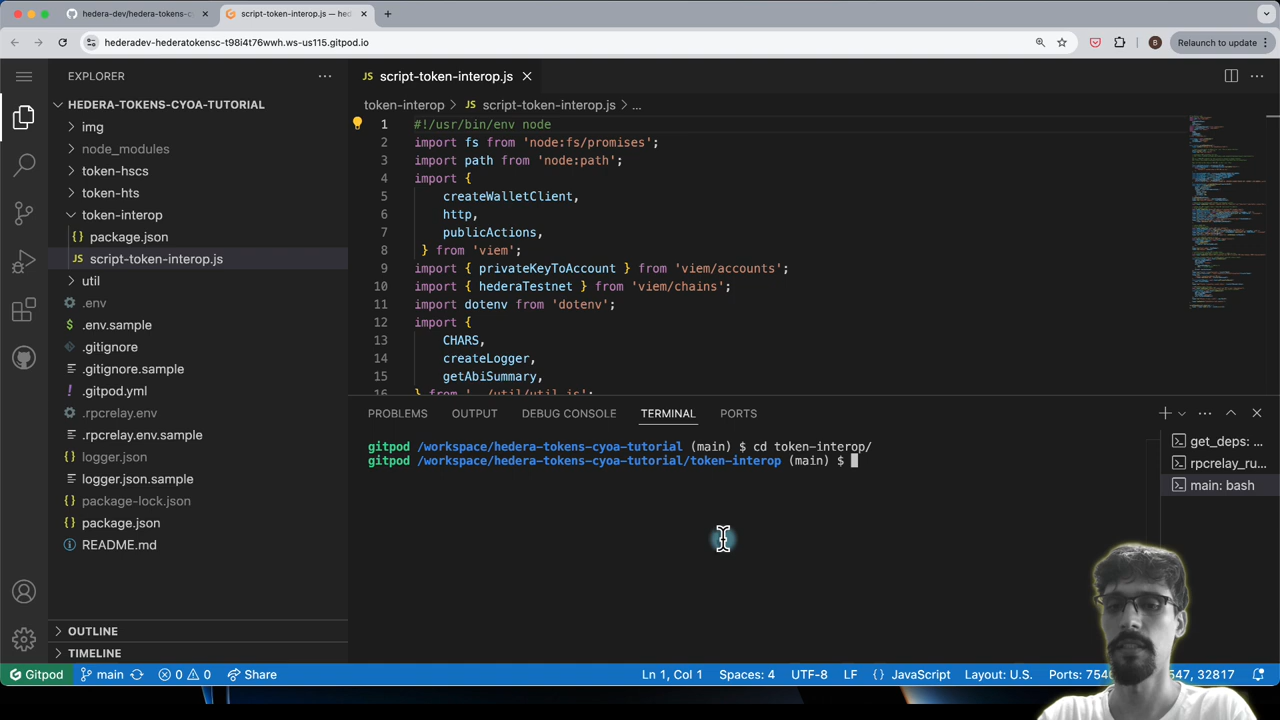 hedera-dev/hedera-tokens-c
script-token-interop.js — hed
hederadev-hederatokensc-t98i4t76wwh.ws-us115.gitpod.io
B
Relaunch to update
EXPLORER
HEDERA-TOKENS-CYOA-TUTORIAL
img
node_modules
token-hscs
token-hts
token-interop
{} package.json
JS script-token-interop.js
util
.env
$ .env.sample
.gitignore
.gitignore.sample
! .gitpod.yml
.rpcrelay.env
.rpcrelay.env.sample
logger.json
logger.json.sample
{} package-lock.json
{} package.json
README.md
OUTLINE
TIMELINE
JS script-token-interop.js
token-interop > JS script-token-interop.js > ...
1 #!/usr/bin/env node
2 import fs from 'node:fs/promises';
3 import path from 'node:path';
4 import {
5 createWalletClient,
6 http,
7 publicActions,
8 } from 'viem';
9 import { privateKeyToAccount } from 'viem/accounts';
10 import { hederaTestnet } from 'viem/chains';
11 import dotenv from 'dotenv';
12 import {
13 CHARS,
14 createLogger,
15 getAbiSummary,
16 } from '../util/util.js';
PROBLEMS OUTPUT DEBUG CONSOLE TERMINAL PORTS
gitpod /workspace/hedera-tokens-cyoa-tutorial (main) $ cd token-interop/
gitpod /workspace/hedera-tokens-cyoa-tutorial/token-interop (main) $
get_deps: ...
rpcrelay_ru...
main: bash
Gitpod main 0 0 Share Ln 1, Col 1 Spaces: 4 UTF-8 LF {} JavaScript Layout: U.S. Ports: 754 547, 32817